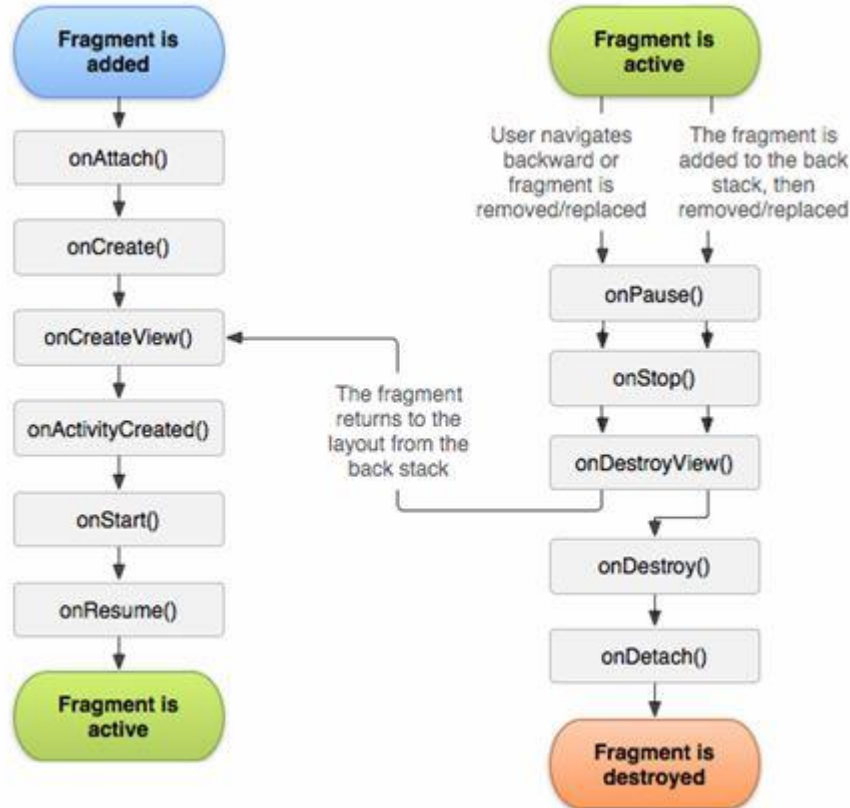 Fragment is
added
onAttach()
onCreate()
onCreateView()
onActivityCreated()
onStart()
onResume()
Fragment is
active
The fragment
returns to the
layout from the
back stack
Fragment is
active
User navigates
backward or
fragment is
removed/replaced
The fragment is
added to the back
stack, then
removed/replaced
onPause()
onStop()
onDestroyView()
onDestroy()
onDetach()
Fragment is
destroyed